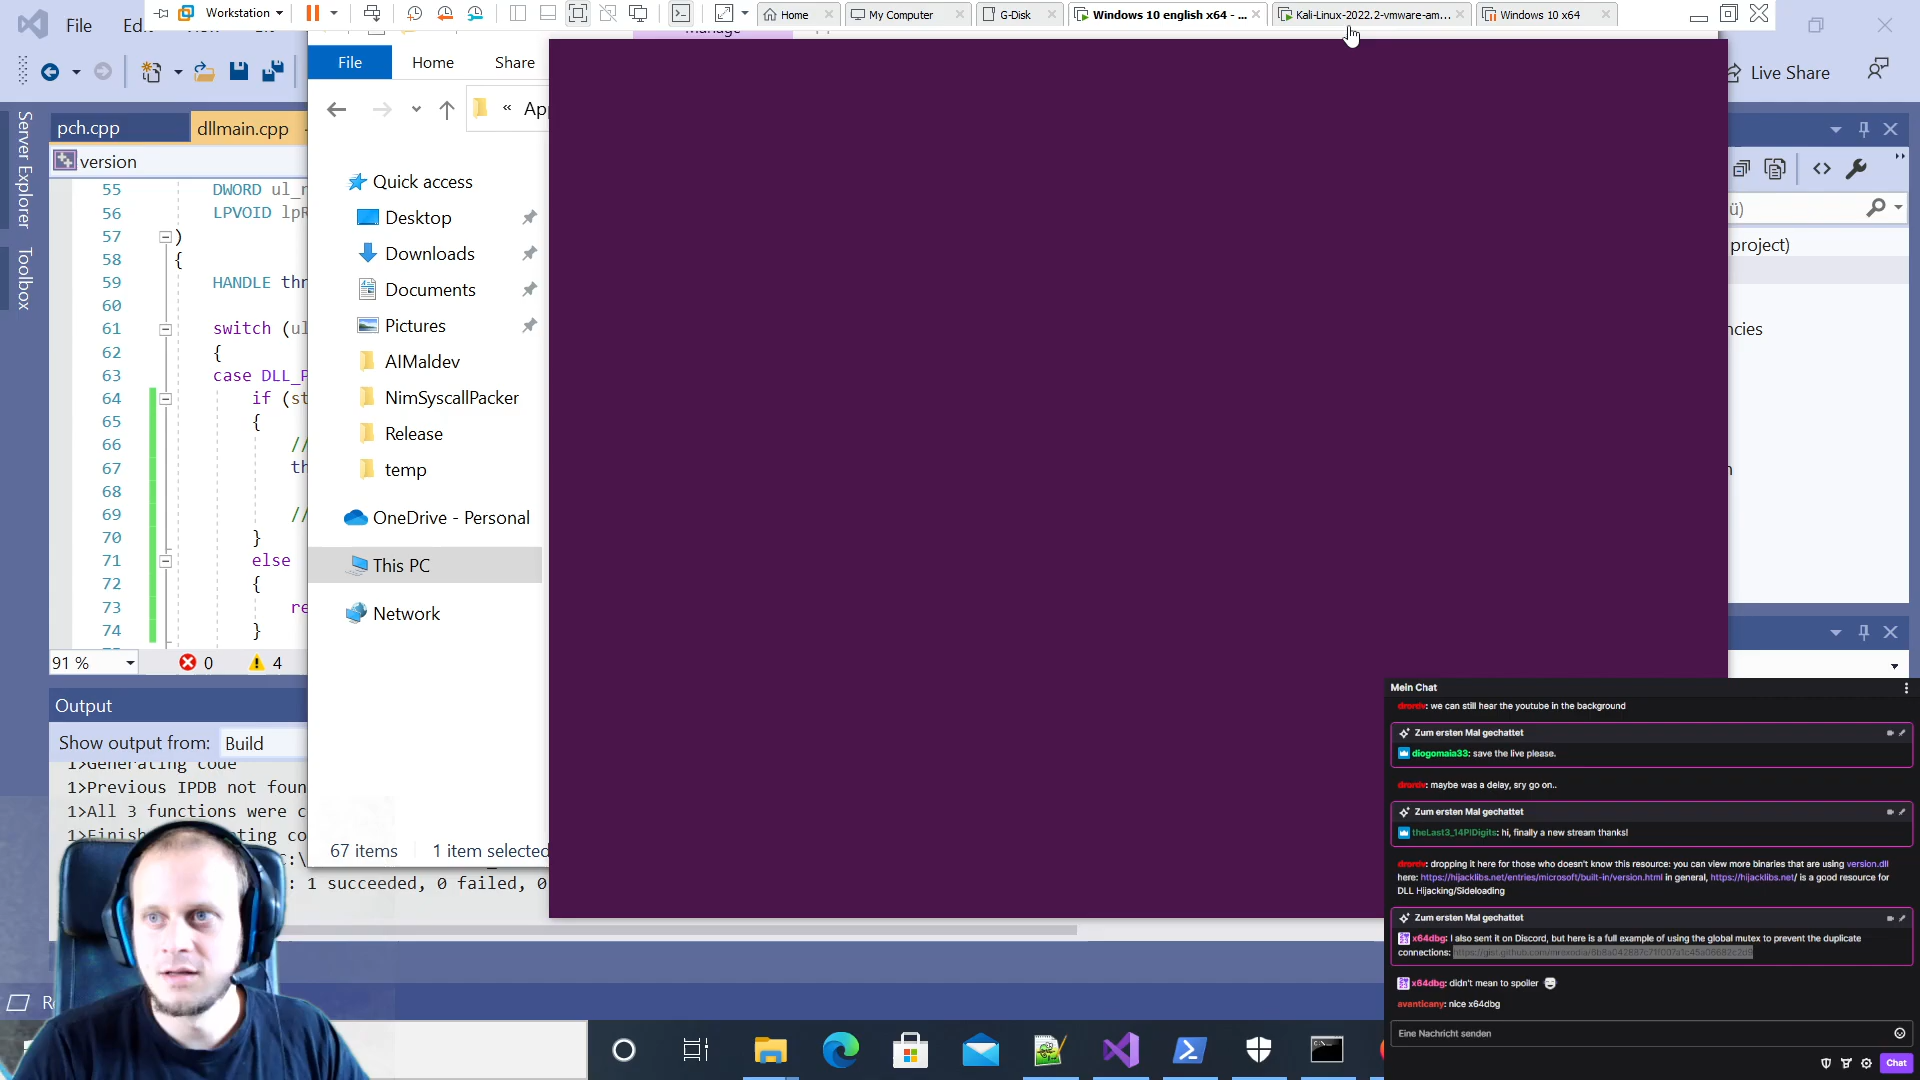 File
Workstation
Home
My Computer
G-Disk
Windows 10 english x64 - ...
Kali-Linux-2022.2-vmware-am...
Windows 10 x64
Live Share
File
Home
Share
pch.cpp
dllmain.cpp
version
Server Explorer
Toolbox
Quick access
Desktop
Downloads
Documents
Pictures
AIMaldev
NimSyscallPacker
Release
temp
OneDrive - Personal
This PC
Network
67 items
1 item selected
55 DWORD ul_r
56 LPVOID lpR
57 )
58 {
59 HANDLE thr
60
61 switch (ul
62 {
63 case DLL_P
64 if (st
65 {
66 //
67 th
68
69 //
70 }
71 else
72 {
73 re
74 }
91 %
0
4
project)
Output
Show output from: Build
1>Generating code
1>Previous IPDB not foun
1>All 3 functions were c
: 1 succeeded, 0 failed, 0
Mein Chat
drordv: we can still hear the youtube in the background
Zum ersten Mal gechattet
diogomaia33: save the live please.
drordv: maybe was a delay, sry go on..
Zum ersten Mal gechattet
theLast3_14PIDigits: hi, finally a new stream thanks!
drordv: dropping it here for those who doesn't know this resource: you can view more binaries that are using version.dll
here: https://hijacklibs.net/entries/microsoft/built-in/version.html in general, https://hijacklibs.net/ is a good resource for
DLL Hijacking/Sideloading
Zum ersten Mal gechattet
x64dbg: I also sent it on Discord, but here is a full example of using the global mutex to prevent the duplicate
connections:
x64dbg: didn't mean to spoiler
avanticany: nice x64dbg
Eine Nachricht senden
Chat